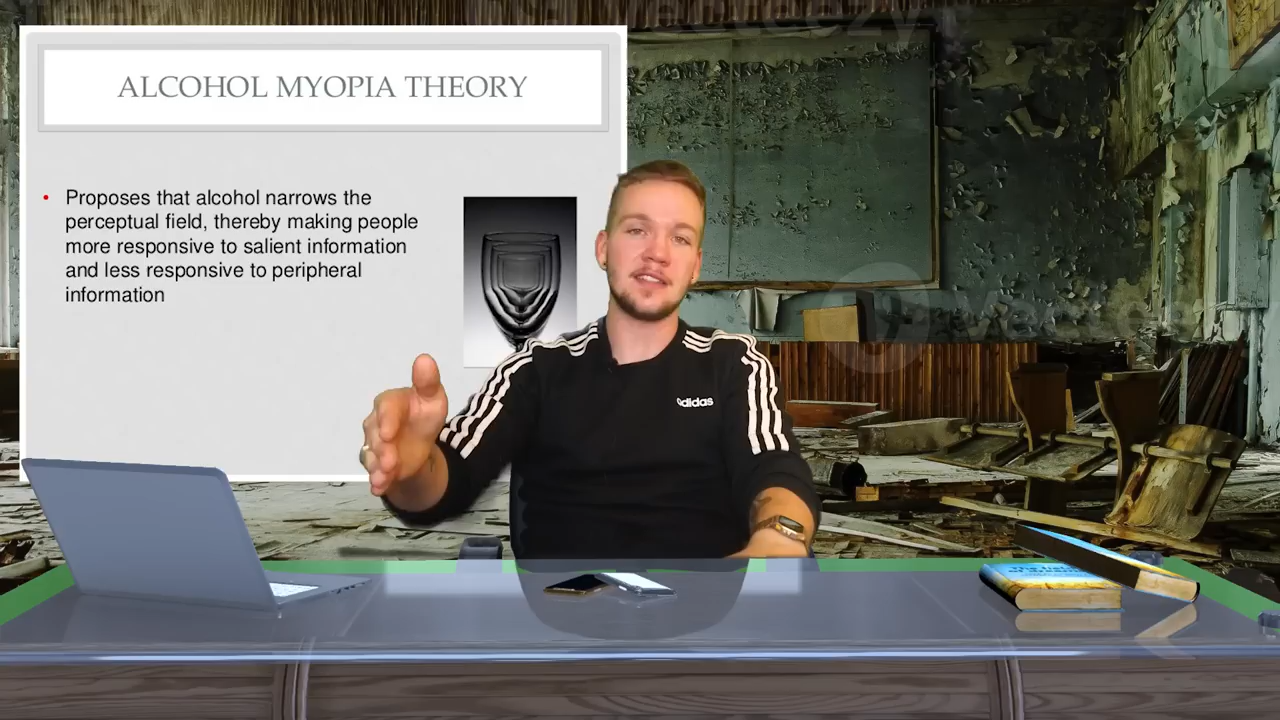 ALCOHOL MYOPIA THEORY
• Proposes that alcohol narrows the
perceptual field, thereby making people
more responsive to salient information
and less responsive to peripheral
information
adidas